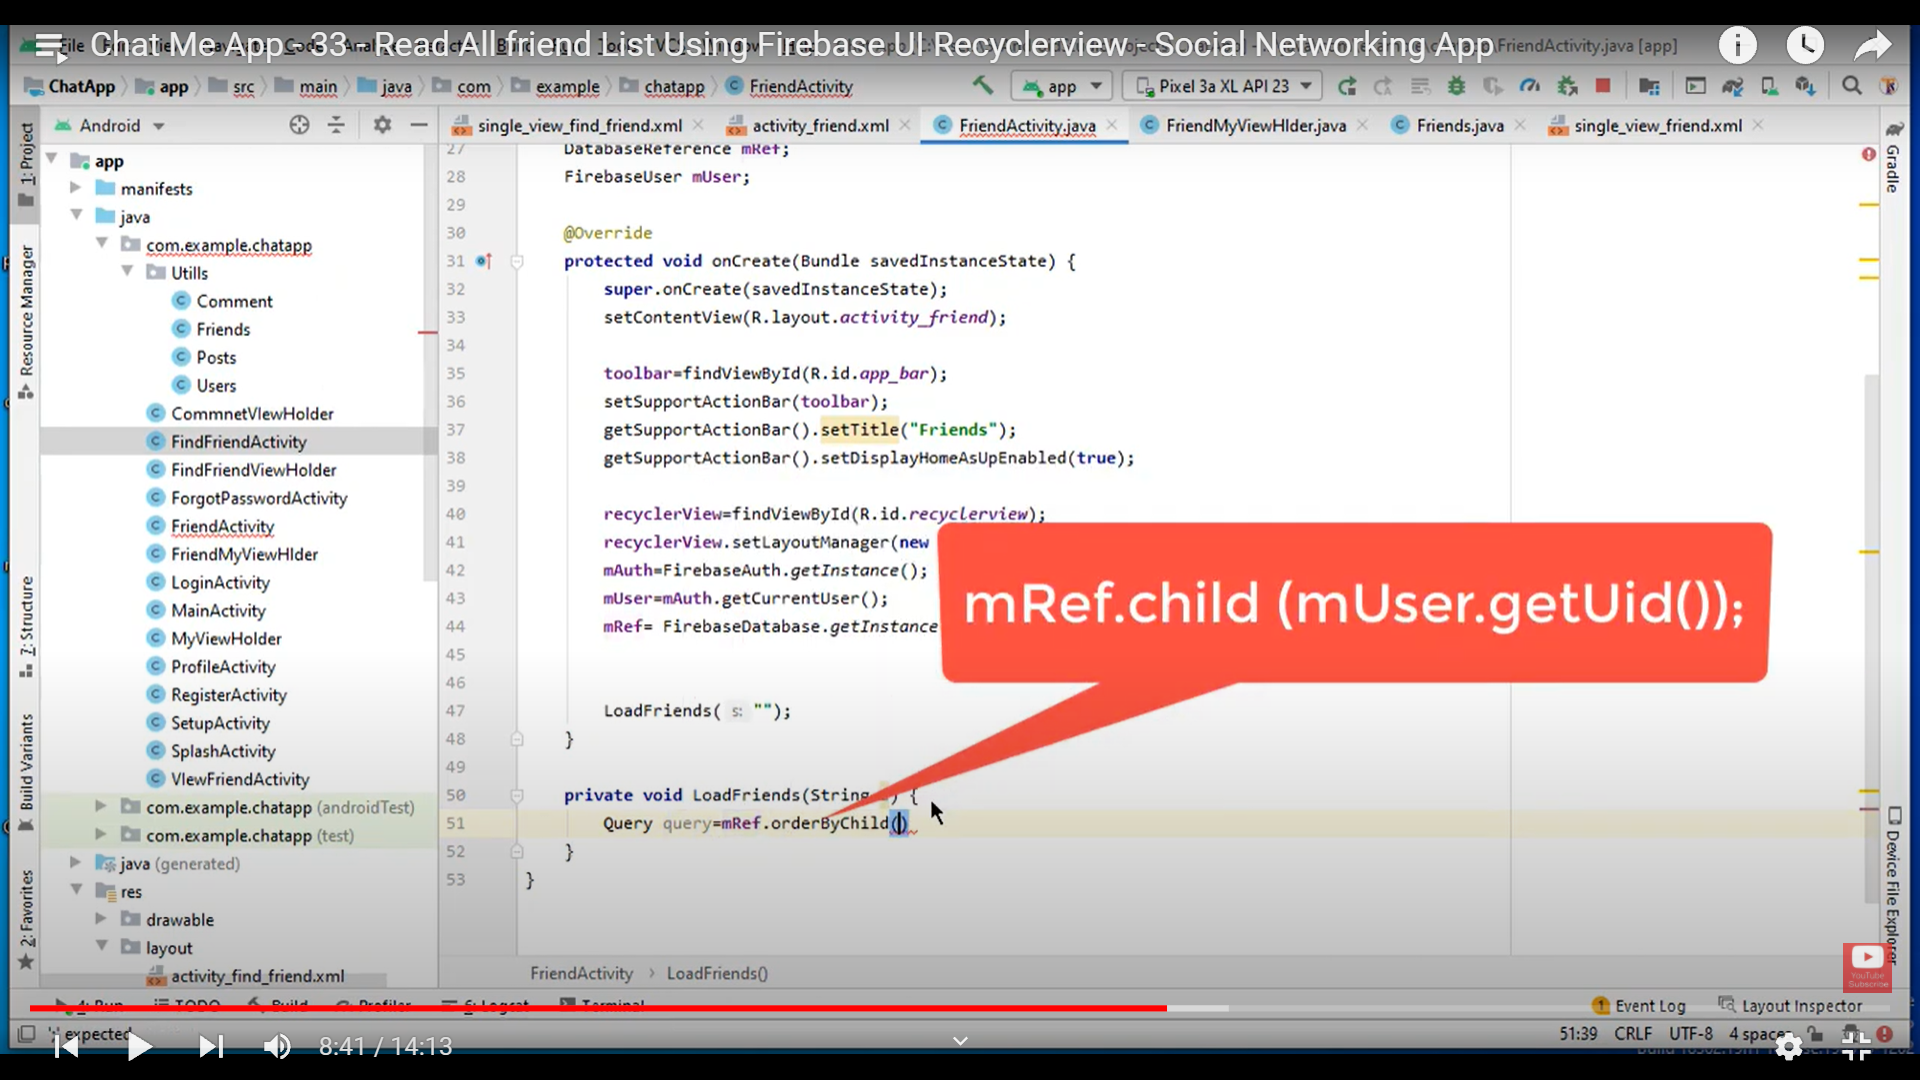 Chat Me App - 33 - Read All friend List Using Firebase UI Recyclerview - Social Networking App
\FriendActivity.java [app]
ChatApp
app
src
main
java
com
example
chatapp
FriendActivity
app
Pixel 3a XL API 23
Android
single_view_find_friend.xml
activity_friend.xml
FriendActivity.java
FriendMyViewHlder.java
Friends.java
single_view_friend.xml
1: Project
Resource Manager
7: Structure
Build Variants
2: Favorites
Gradle
Device File Explorer
app
manifests
java
com.example.chatapp
Utills
Comment
Friends
Posts
Users
CommnetVIewHolder
FindFriendActivity
FindFriendViewHolder
ForgotPasswordActivity
FriendActivity
FriendMyViewHlder
LoginActivity
MainActivity
MyViewHolder
ProfileActivity
RegisterActivity
SetupActivity
SplashActivity
VIewFriendActivity
com.example.chatapp (androidTest)
com.example.chatapp (test)
java (generated)
res
drawable
layout
activity_find_friend.xml
27 DatabaseReference mRef;
28 FirebaseUser mUser;
29
30 @Override
31 protected void onCreate(Bundle savedInstanceState) {
32 super.onCreate(savedInstanceState);
33 setContentView(R.layout.activity_friend);
34
35 toolbar=findViewById(R.id.app_bar);
36 setSupportActionBar(toolbar);
37 getSupportActionBar().setTitle("Friends");
38 getSupportActionBar().setDisplayHomeAsUpEnabled(true);
39
40 recyclerView=findViewById(R.id.recyclerview);
41 recyclerView.setLayoutManager(new
42 mAuth=FirebaseAuth.getInstance();
43 mUser=mAuth.getCurrentUser();
44 mRef= FirebaseDatabase.getInstance
45
46
47 LoadFriends( s: "");
48 }
49
50 private void LoadFriends(String ) {
51 Query query=mRef.orderByChild()
52 }
53 }
mRef.child (mUser.getUid());
FriendActivity > LoadFriends()
4: Run
TODO
Build
Profiler
6: Logcat
Terminal
Event Log
Layout Inspector
YouTube
Subscribe
';' expected
51:39
CRLF
UTF-8
4 spaces
8:41 / 14:13